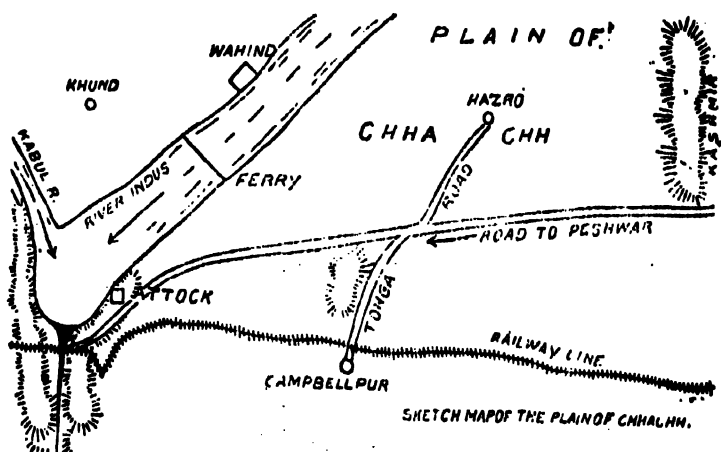 PLAIN OF
WAHIND
KHUND
HAZRO
CHHA CHH
KASHMIR
KABUL R.
RIVER INDUS
FERRY
ROAD
ROAD TO PESHWAR
ATTOCK
TONGA
RAILWAY LINE
CAMPBELLPUR
SKETCH MAP OF THE PLAIN OF CHHACHH.